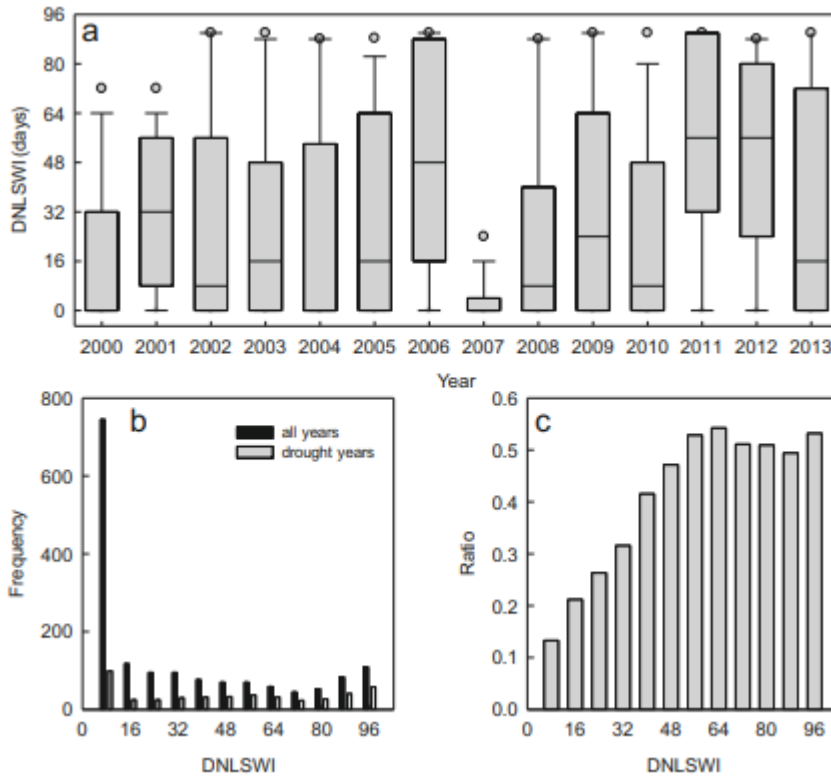 a
96
80
64
48
32
16
0
DNLSWI (days)
2000 2001 2002 2003 2004 2005 2006 2007 2008 2009 2010 2011 2012 2013
Year
b
800
600
400
200
0
Frequency
all years
drought years
0 16 32 48 64 80 96
DNLSWI
c
0.6
0.5
0.4
0.3
0.2
0.1
0.0
Ratio
0 16 32 48 64 80 96
DNLSWI